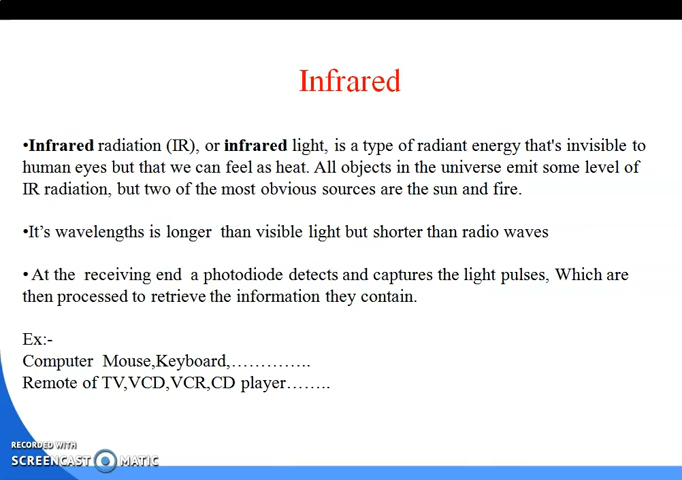 Infrared
•Infrared radiation (IR), or infrared light, is a type of radiant energy that's invisible to
human eyes but that we can feel as heat. All objects in the universe emit some level of
IR radiation, but two of the most obvious sources are the sun and fire.
•It's wavelengths is longer than visible light but shorter than radio waves
• At the receiving end a photodiode detects and captures the light pulses, Which are
then processed to retrieve the information they contain.
Ex:-
Computer Mouse,Keyboard,…………..
Remote of TV,VCD,VCR,CD player……..
RECORDED WITH
SCREENCAST MATIC